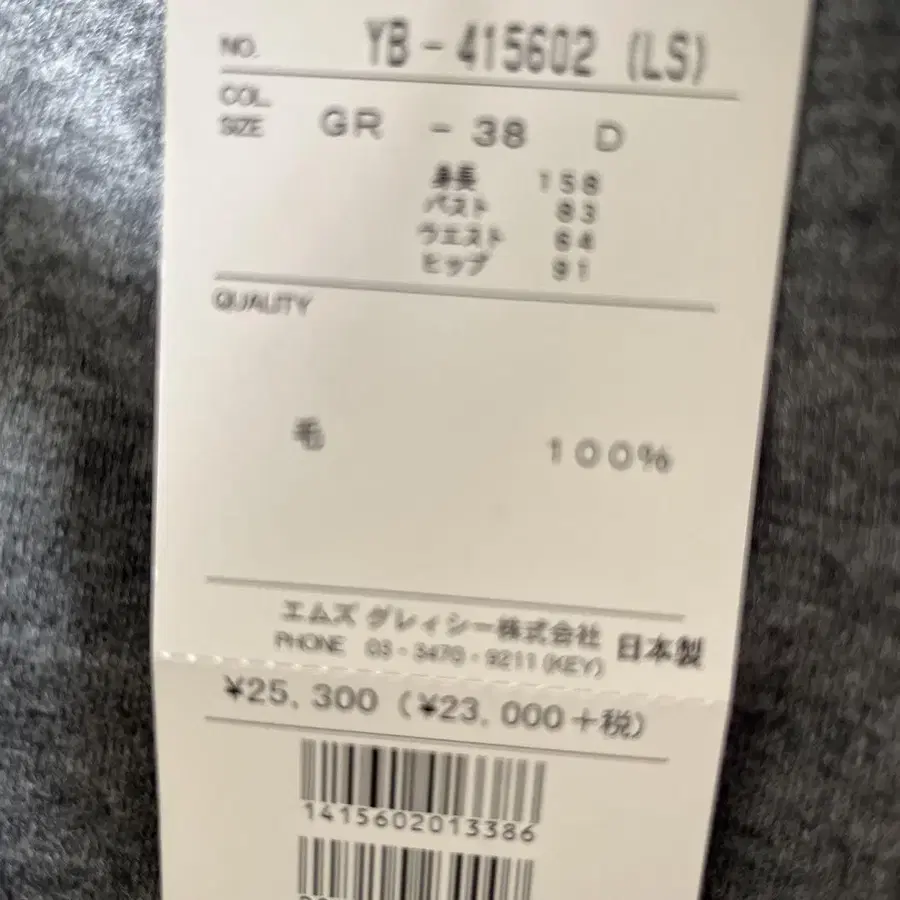 NO. YB-415602 (LS)
COL.
SIZE GR -38 D
身長 158
バスト 83
ウエスト 64
ヒップ 91
QUALITY
毛 100%
エムズ グレィシー株式会社 日本製
PHONE 03-3470-9211(KEY)
¥25,300 (¥23,000+税)
1415602013386